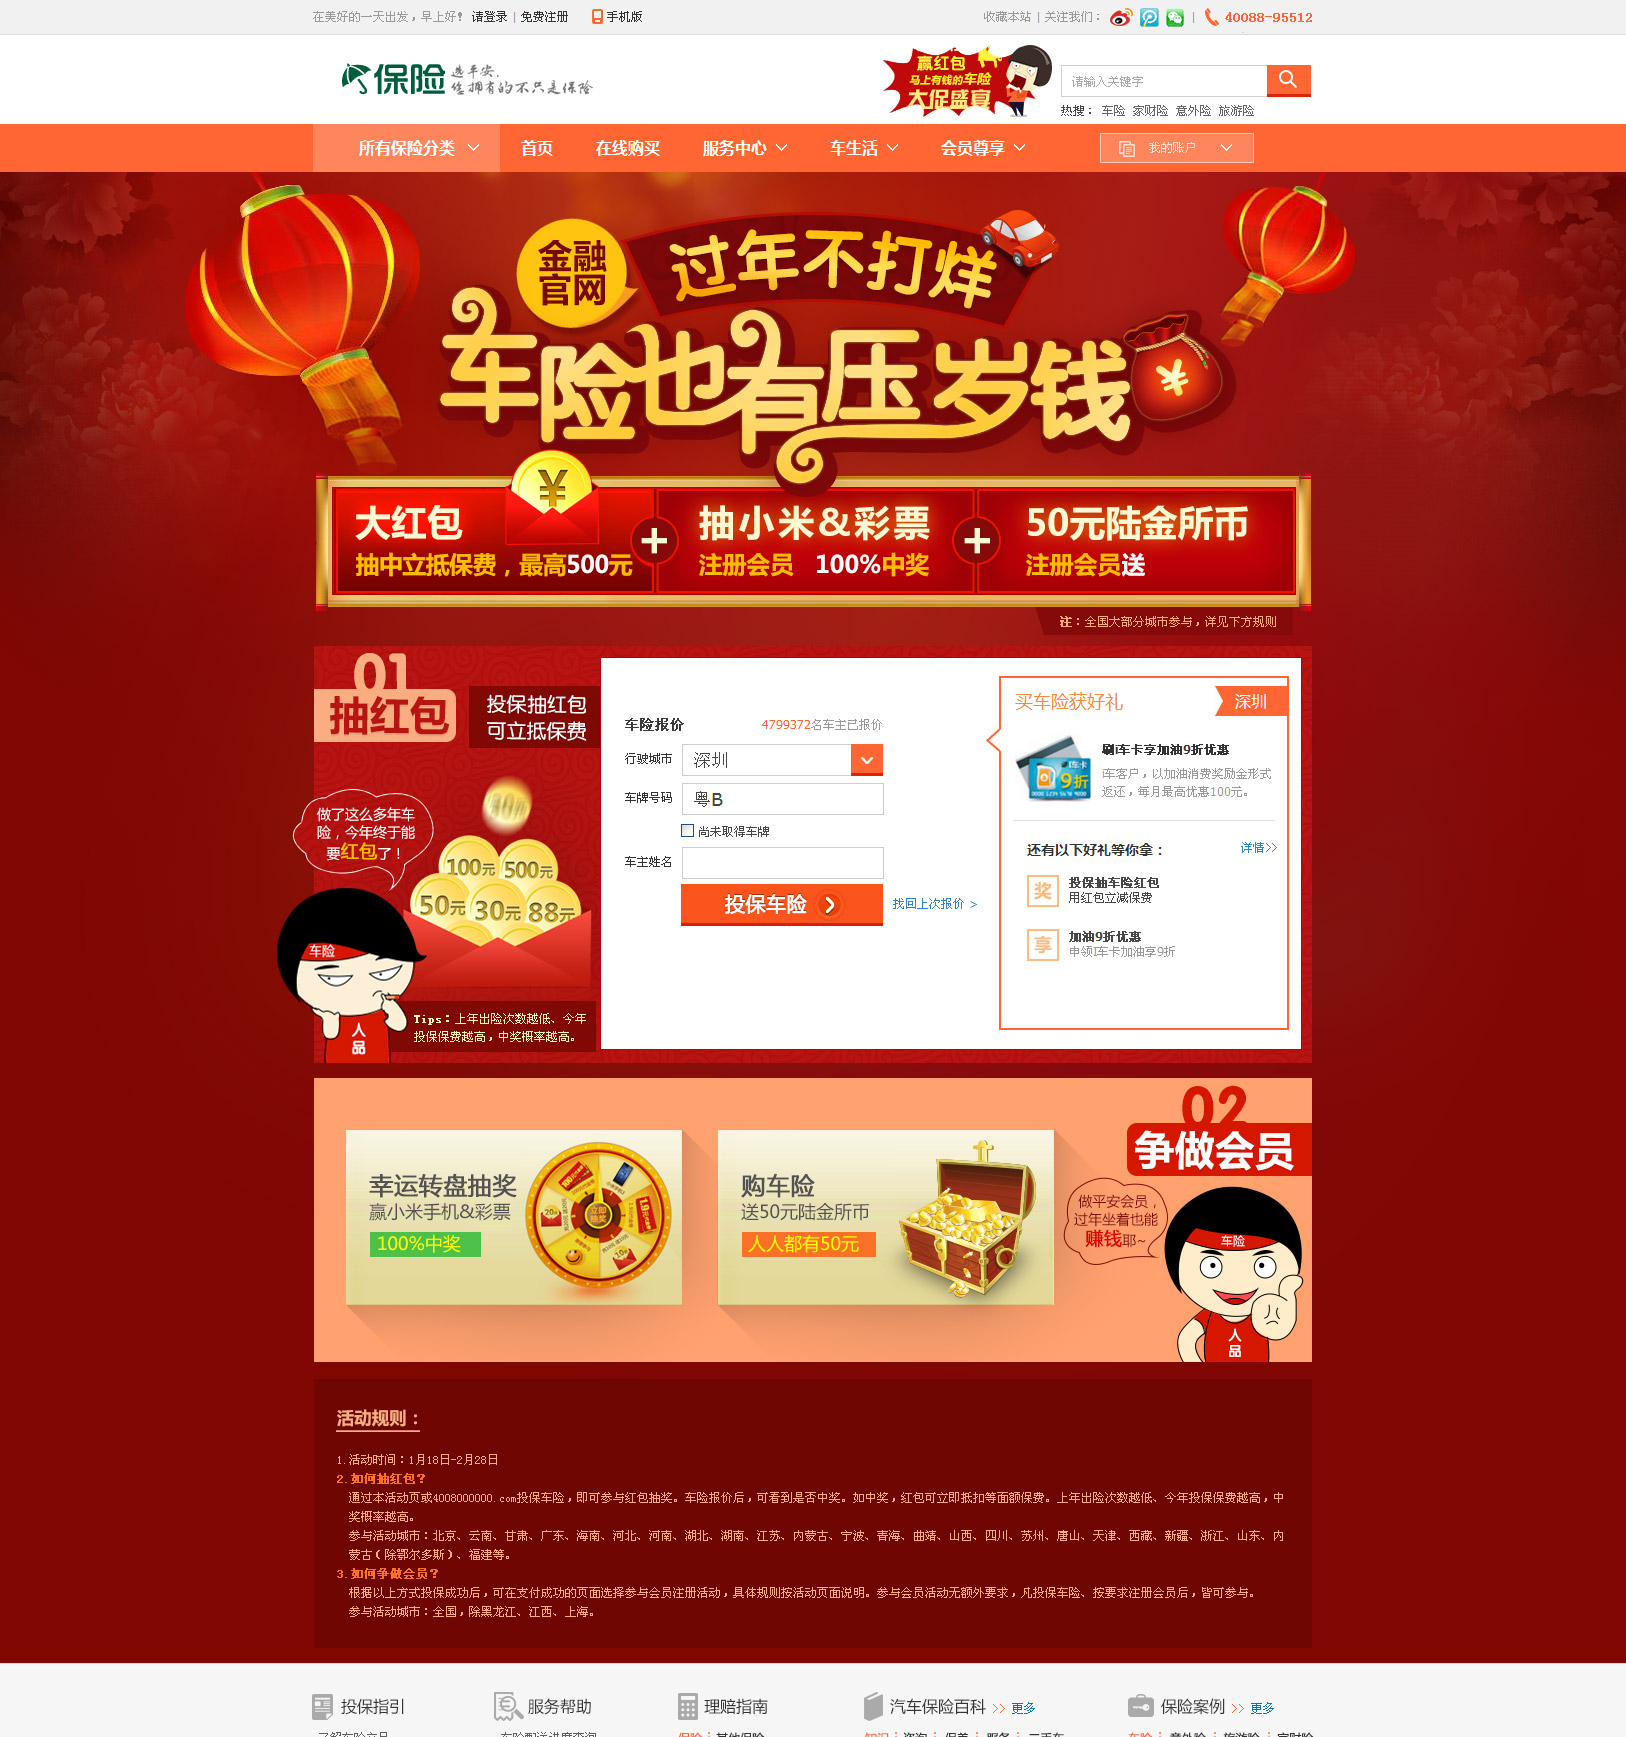 在美好的一天出发，早上好！ 请登录 | 免费注册 手机版
收藏本站 | 关注我们： | 40088-95512
保险 选平安，
您拥有的不只是保险
赢红包
马上有钱的车险
大促盛宴
请输入关键字
热搜： 车险 家财险 意外险 旅游险
所有保险分类 首页 在线购买 服务中心 车生活 会员尊享 我的账户
金融
官网
过年不打烊
车险也有压岁钱
¥
¥
大红包
抽中立抵保费，最高500元
+
抽小米&彩票
注册会员 100%中奖
+
50元陆金所币
注册会员送
注：全国大部分城市参与，详见下方规则
01
抽红包
投保抽红包
可立抵保费
做了这么多年车
险，今年终于能
要红包了！
100元 500元
50元 30元 88元
车险
人
品
Tips：上年出险次数越低、今年
投保保费越高，中奖概率越高。
车险报价 4799372名车主已报价
行驶城市 深圳
车牌号码 粤B
尚未取得车牌
车主姓名
投保车险
找回上次报价 >
买车险获好礼 深圳
刷i车卡享加油9折优惠
i车客户，以加油消费奖励金形式
返还，每月最高优惠100元。
i车卡
9折
还有以下好礼等你拿： 详情>>
奖 投保抽车险红包
用红包立减保费
享 加油9折优惠
申领i车卡加油享9折
幸运转盘抽奖
赢小米手机&彩票
100%中奖
立即
抽奖
购车险
送50元陆金所币
人人都有50元
02
争做会员
做平安会员，
过年坐着也能
赚钱耶~
车险
人
品
活动规则：
1.活动时间：1月18日-2月28日
2.如何抽红包？
通过本活动页或4008000000.com投保车险，即可参与红包抽奖。车险报价后，可看到是否中奖。如中奖，红包可立即抵扣等面额保费。上年出险次数越低、今年投保保费越高，中
奖概率越高。
参与活动城市：北京、云南、甘肃、广东、海南、河北、河南、湖北、湖南、江苏、内蒙古、宁波、青海、曲靖、山西、四川、苏州、唐山、天津、西藏、新疆、浙江、山东、内
蒙古（除鄂尔多斯）、福建等。
3.如何争做会员？
根据以上方式投保成功后，可在支付成功的页面选择参与会员注册活动，具体规则按活动页面说明。参与会员活动无额外要求，凡投保车险、按要求注册会员后，皆可参与。
参与活动城市：全国，除黑龙江、江西、上海。
投保指引 服务帮助 理赔指南 汽车保险百科 >> 更多 保险案例 >> 更多